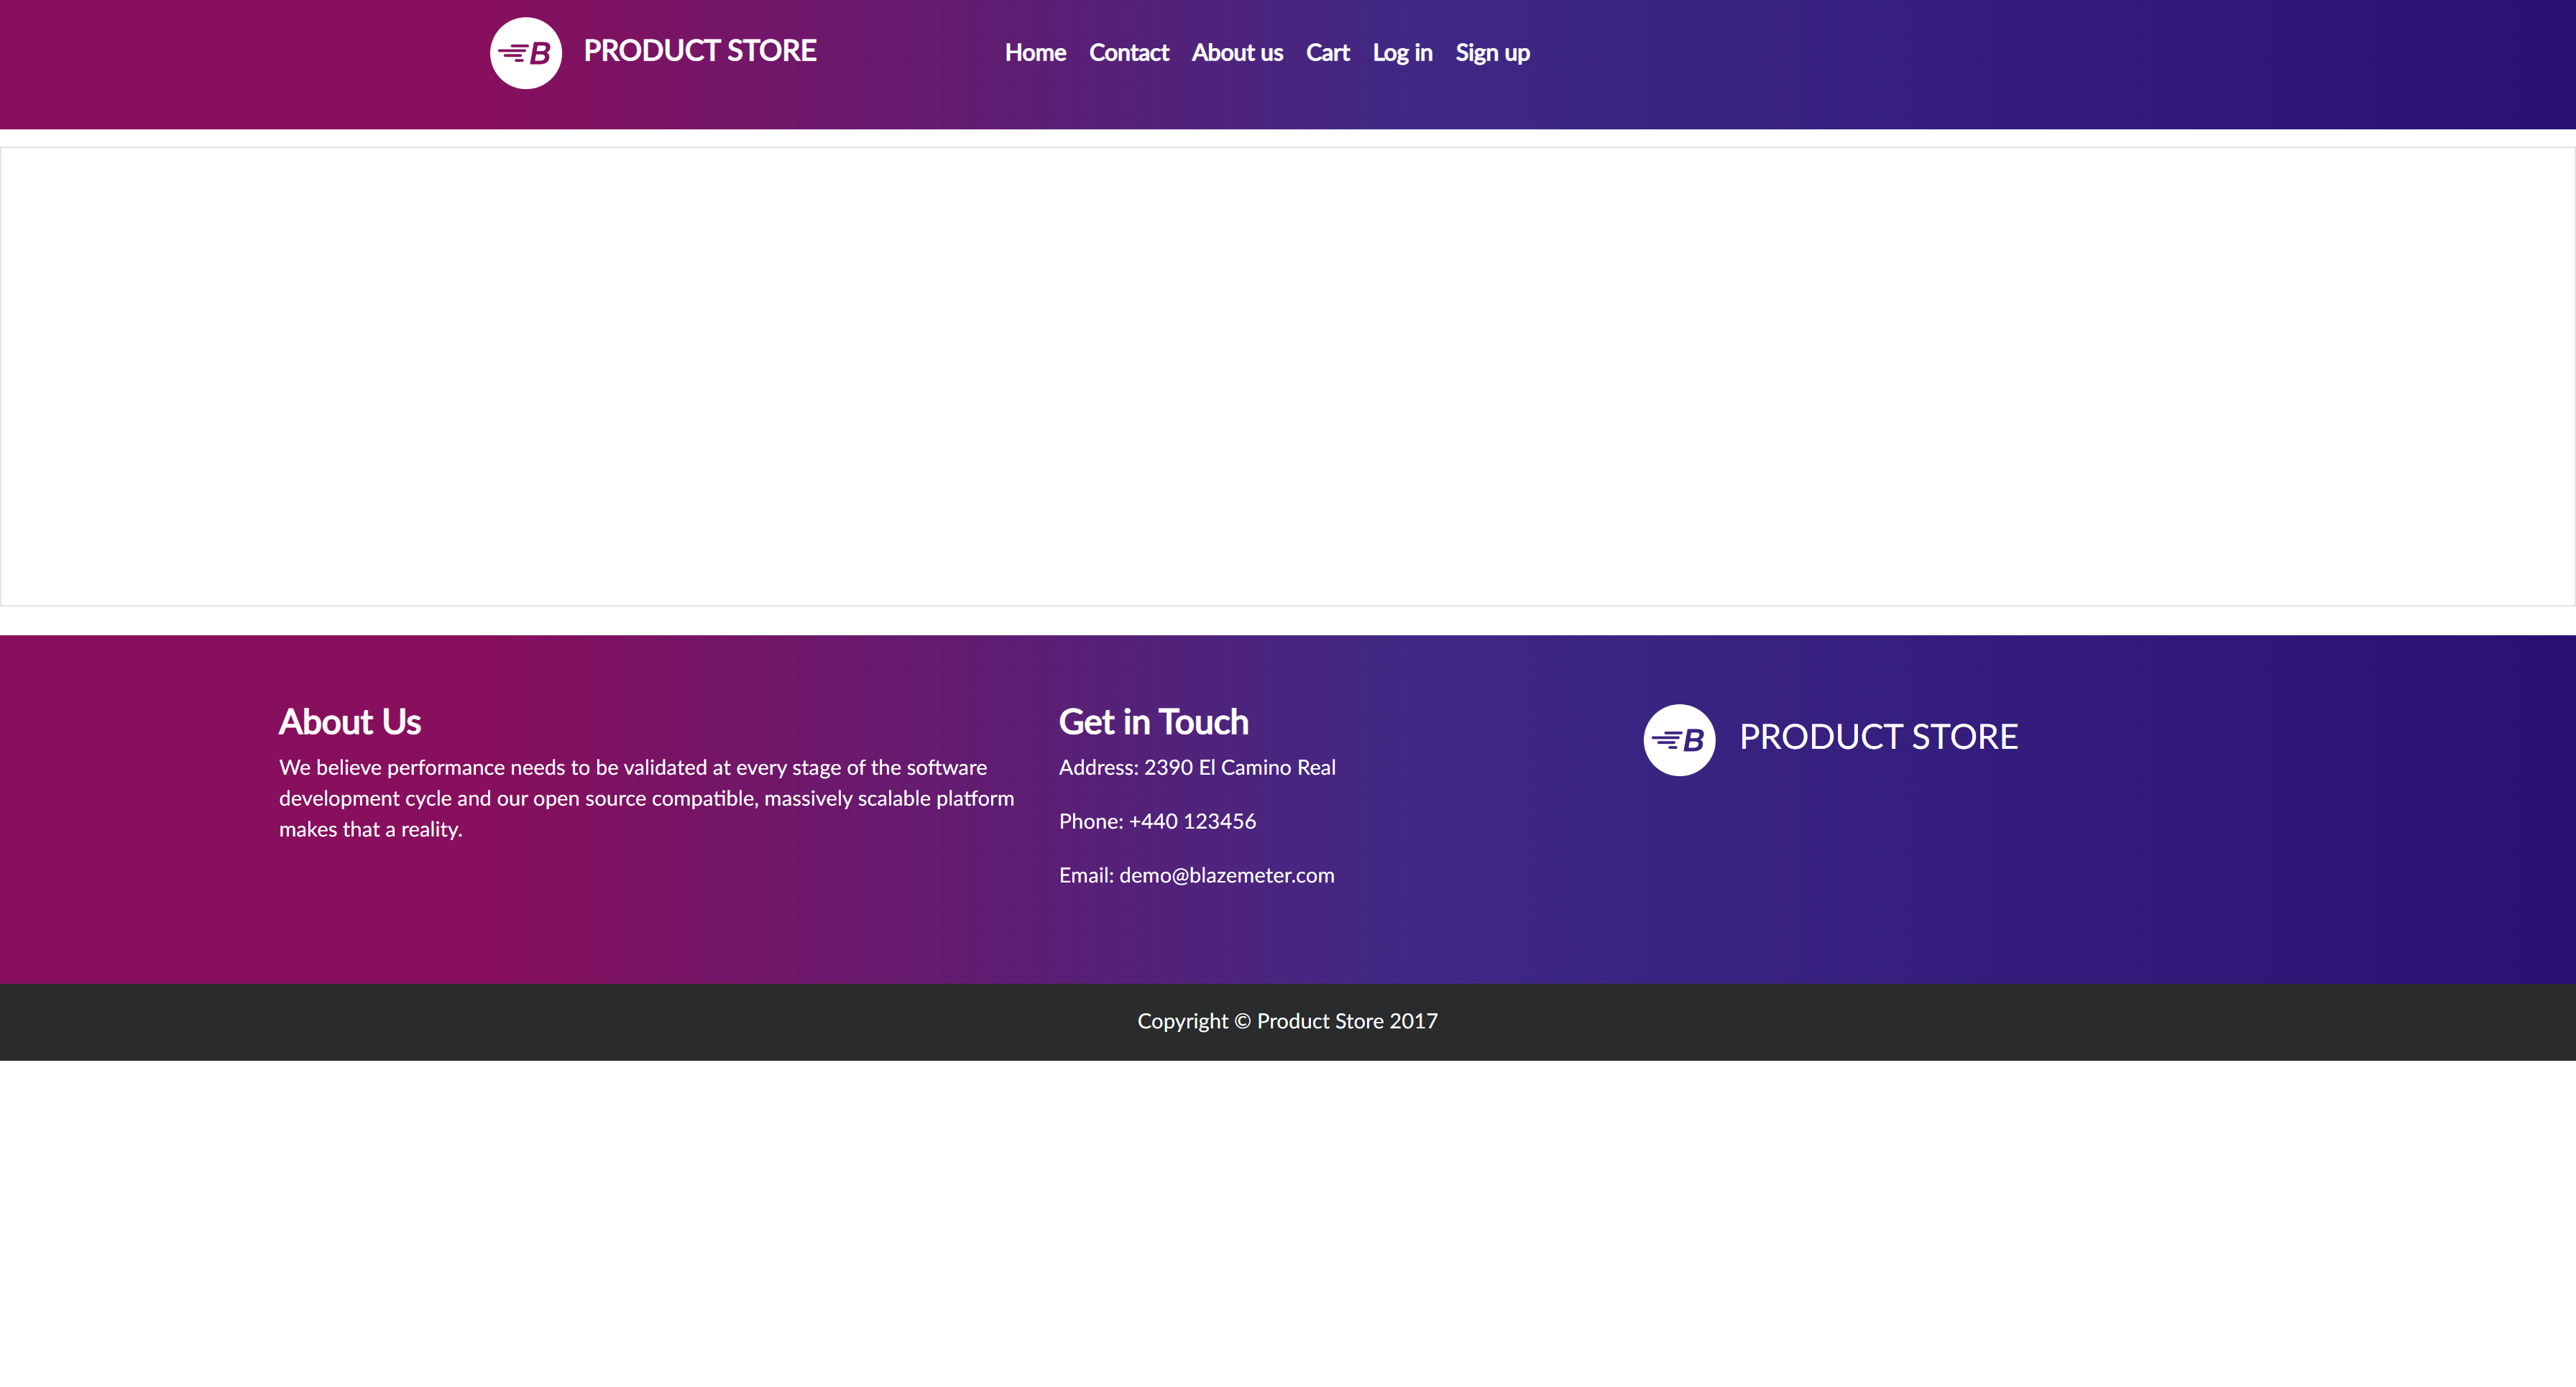 B PRODUCT STORE
Home Contact About us Cart Log in Sign up
About Us
We believe performance needs to be validated at every stage of the software
development cycle and our open source compatible, massively scalable platform
makes that a reality.
Get in Touch
Address: 2390 El Camino Real
Phone: +440 123456
Email: demo@blazemeter.com
B PRODUCT STORE
Copyright © Product Store 2017